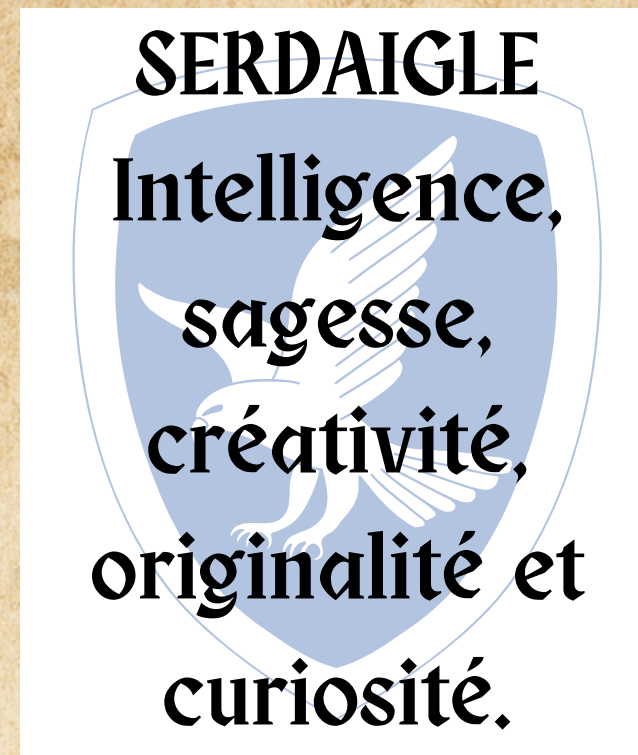 SERDAIGLE
Intelligence,
sagesse,
créativité,
originalité et
curiosité.